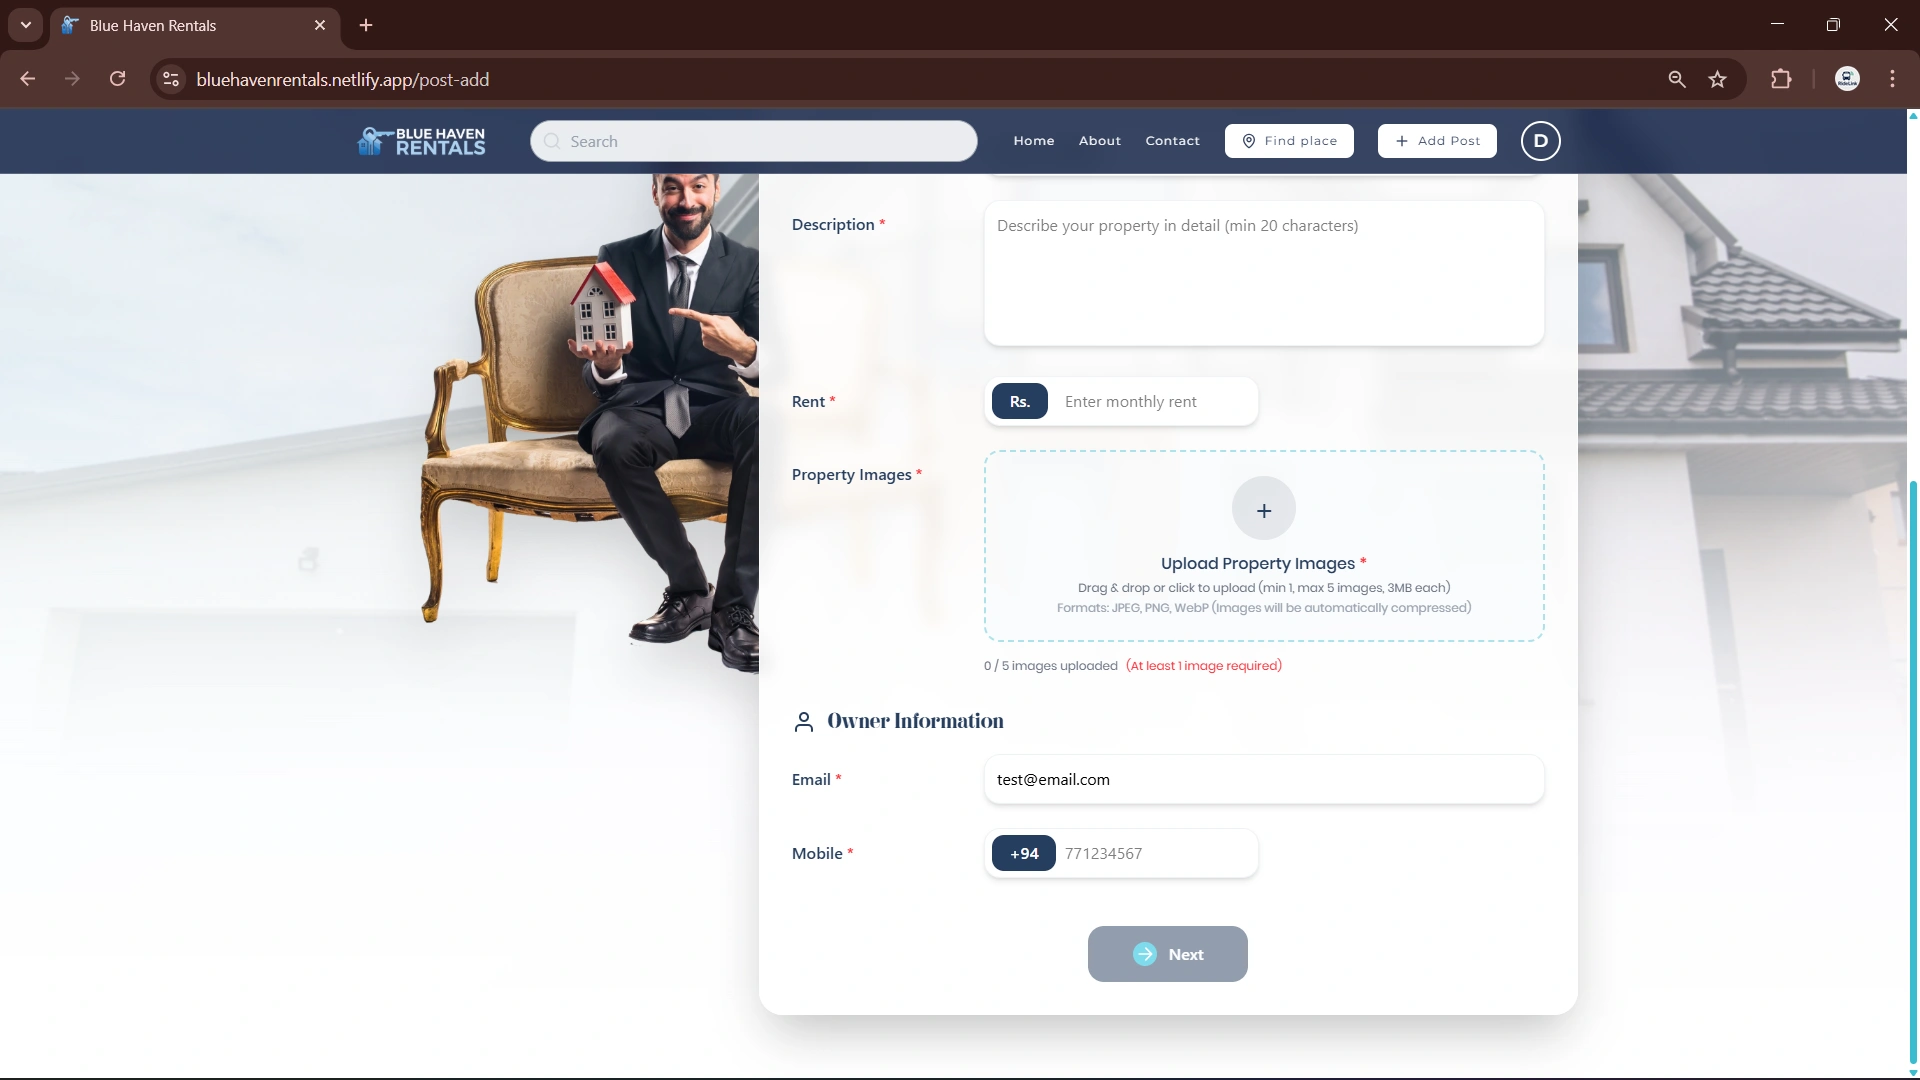 Blue Haven Rentals
bluehavenrentals.netlify.app/post-add
BLUE HAVEN
RENTALS
Search
Home
About
Contact
Find place
+ Add Post
D
Description *
Describe your property in detail (min 20 characters)
Rent *
Rs.
Enter monthly rent
Property Images *
+
Upload Property Images *
Drag & drop or click to upload (min 1, max 5 images, 3MB each)
Formats: JPEG, PNG, WebP (Images will be automatically compressed)
0 / 5 images uploaded (At least 1 image required)
Owner Information
Email *
test@email.com
Mobile *
+94
771234567
Next